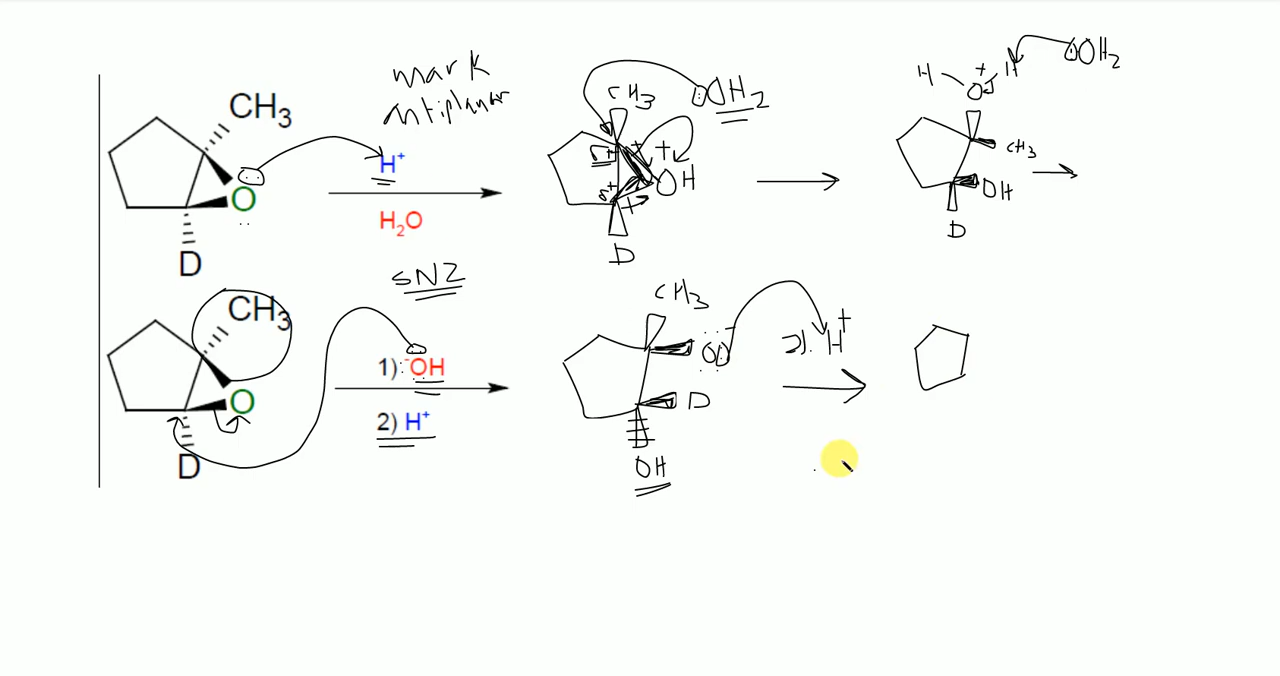 CH3
mark
antiplanar
H+
H2O
O
D
CH3
OH2
+
+
OH
δ+
δ+
+
D
H
+
H
OH2
O
CH3
OH
D
SN2
CH3
1) :-OH
2) H+
O
D
CH3
O-
D
OH
2). H+